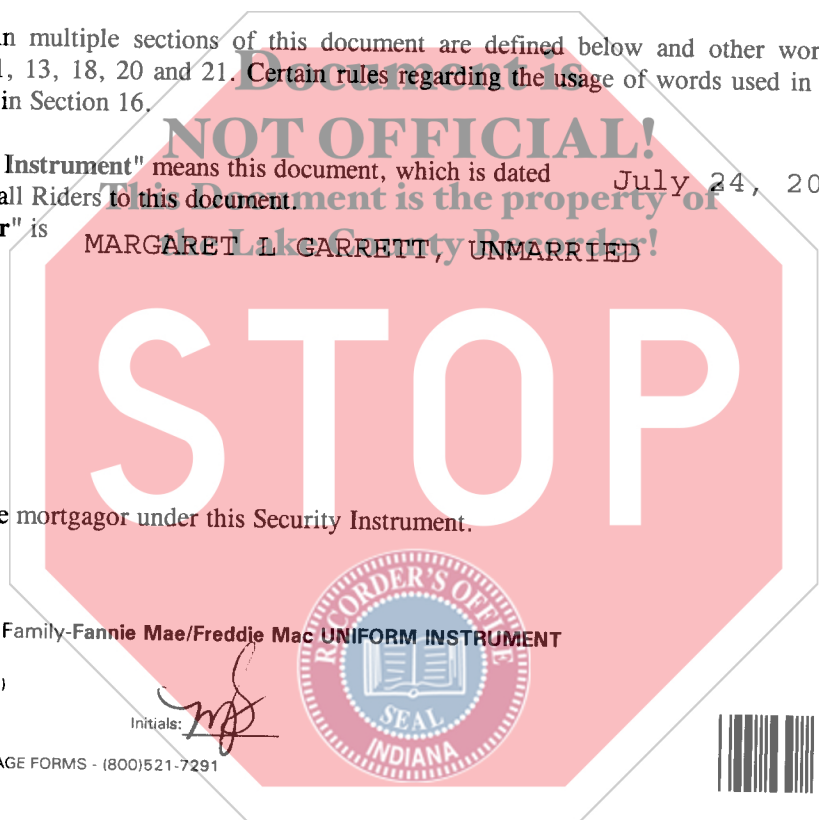 n multiple sections of this document are defined below and other wor
1, 13, 18, 20 and 21. Certain rules regarding the usage of words used in
in Section 16.
Document is
NOT OFFICIAL!
Instrument" means this document, which is dated July 24, 20
all Riders to this document.
This Document is the property of
r" is
the Lake County Recorder!
MARGARET L GARRETT, UNMARRIED
STOP
e mortgagor under this Security Instrument.
RECORDER'S OFFICE
SEAL
INDIANA
Family-Fannie Mae/Freddie Mac UNIFORM INSTRUMENT
)
Initials:
AGE FORMS - (800)521-7291